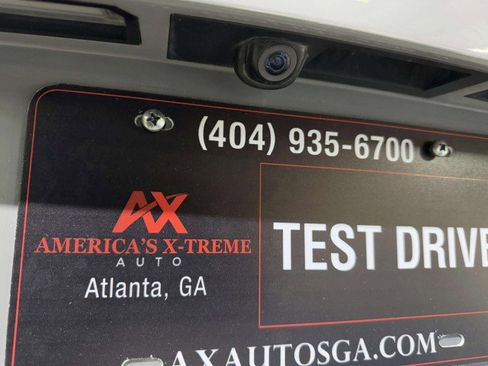 (404) 935-6700
AX
AMERICA'S X-TREME
AUTO
Atlanta, GA
TEST DRIVE
AXAUTOSGA.COM